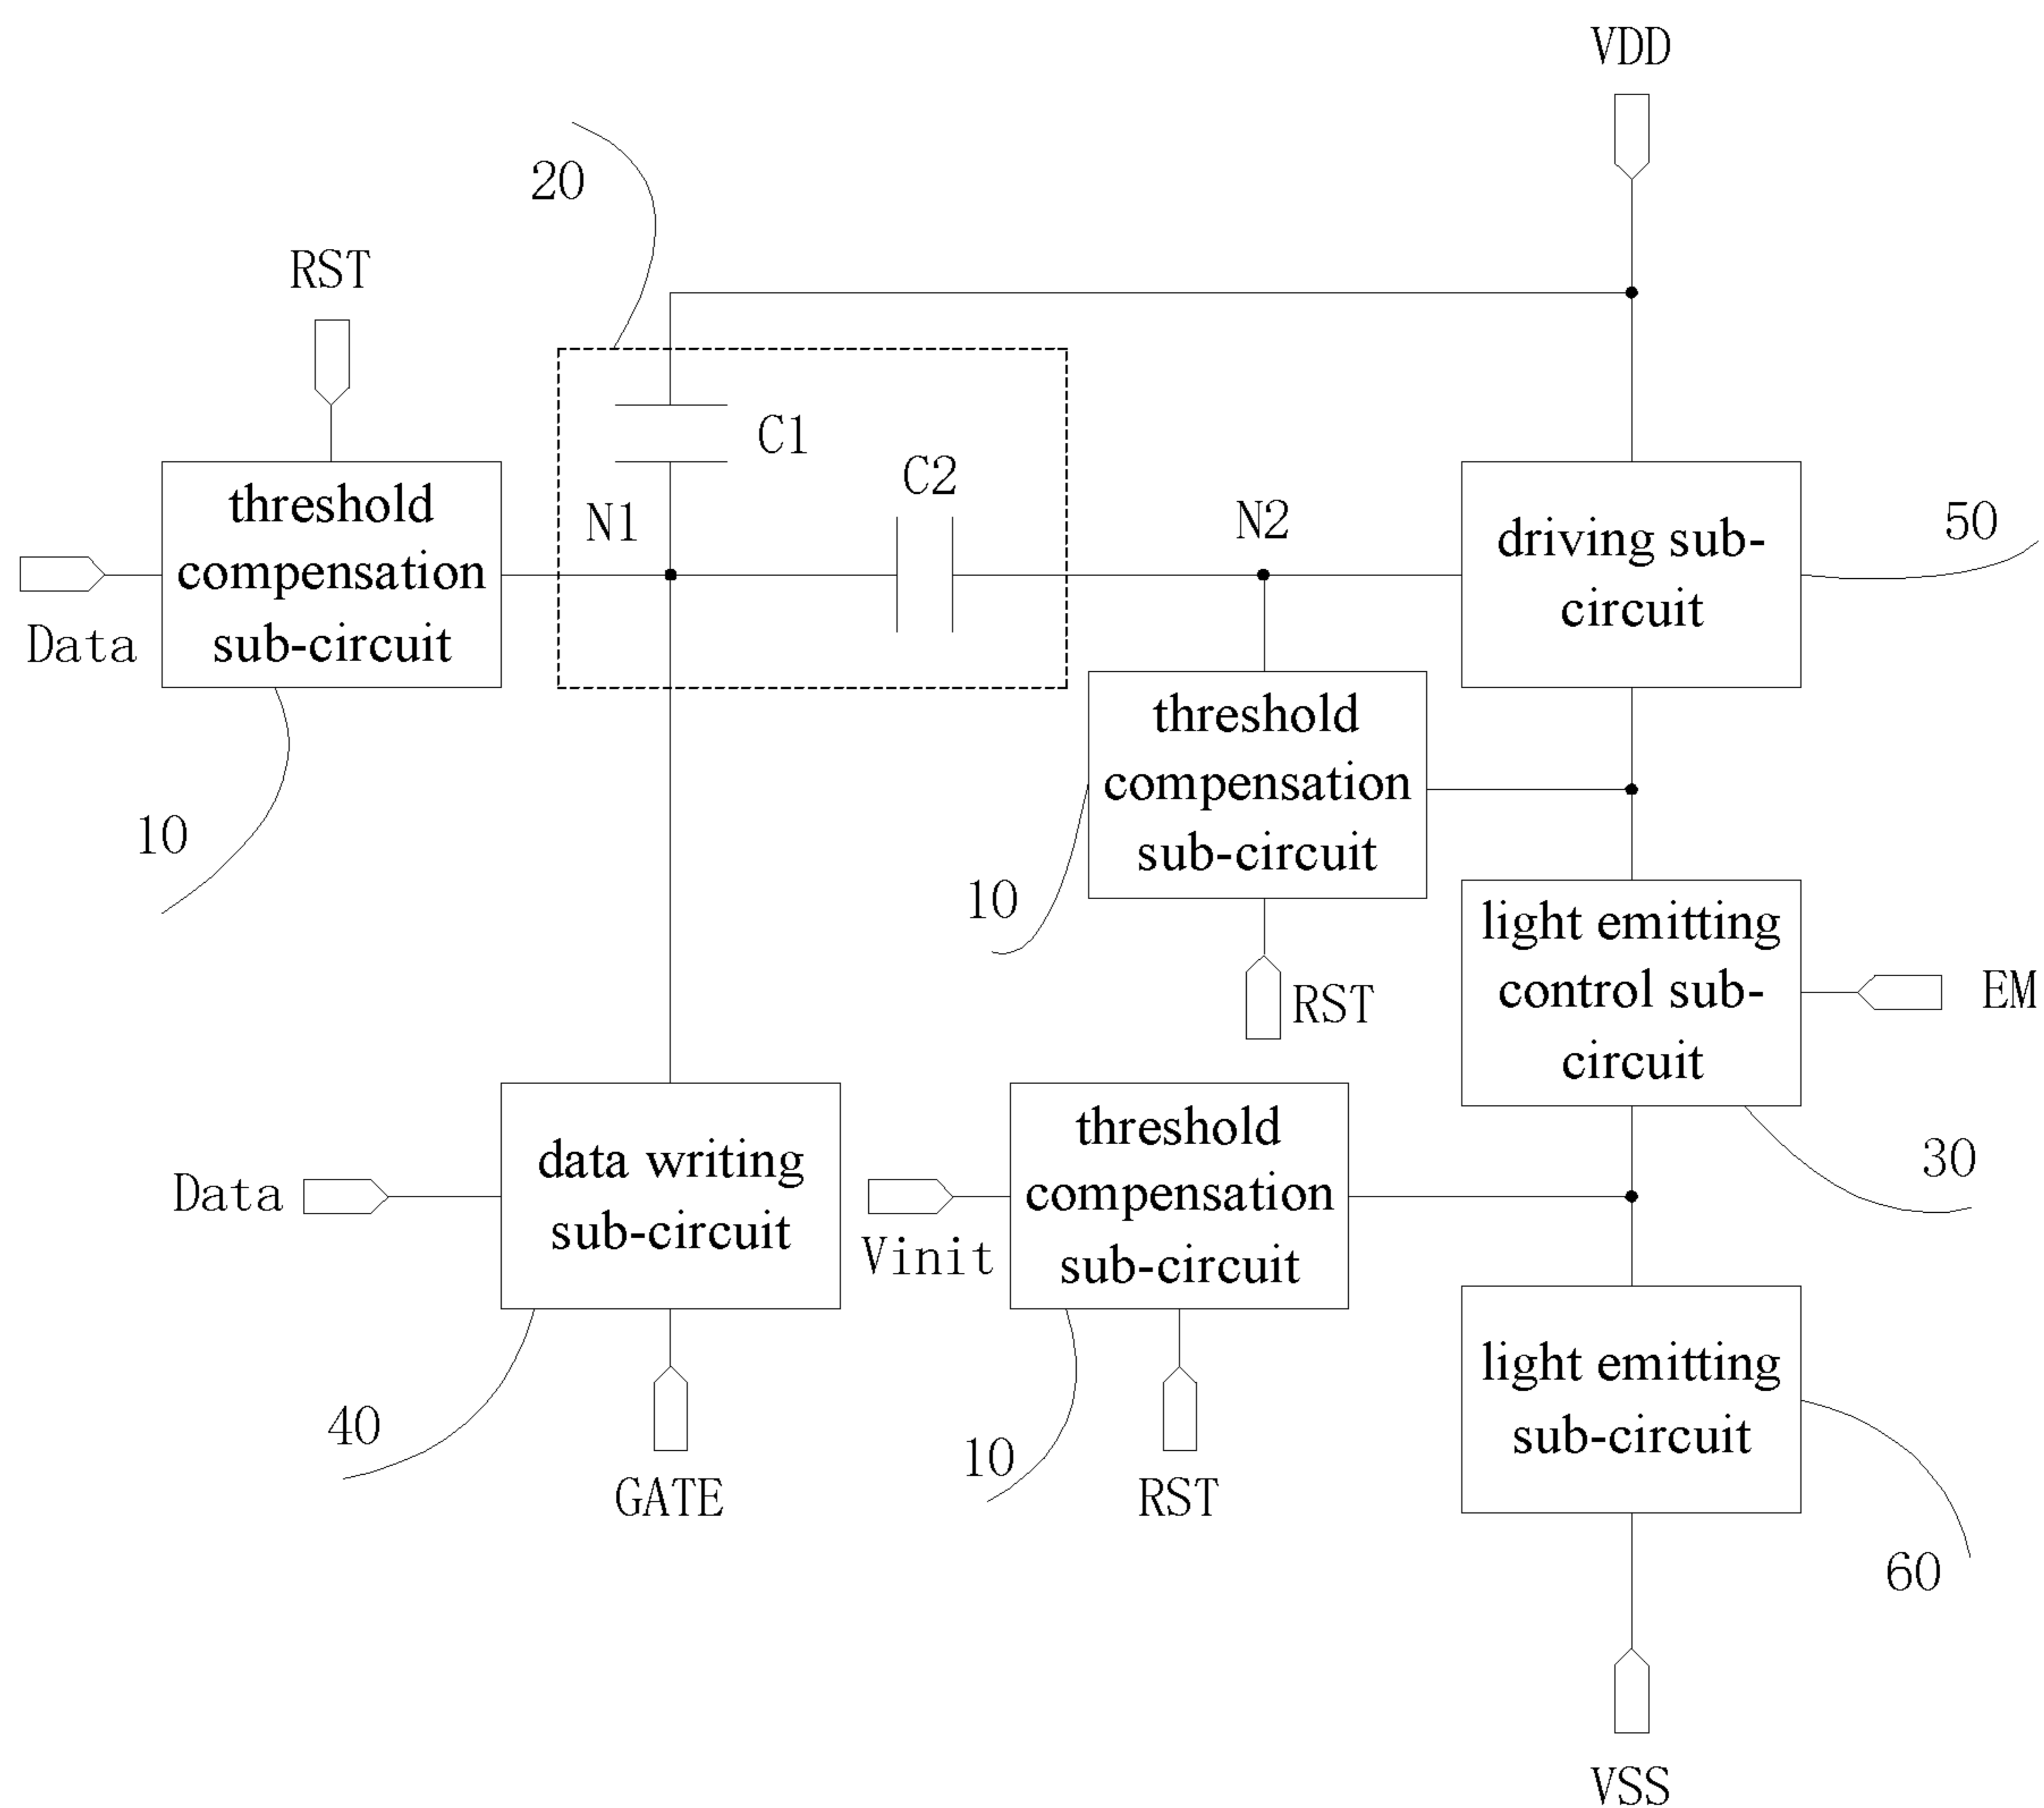 VDD
20
RST
C1
C2
N1
N2
50
threshold
compensation
sub-circuit
driving sub-
circuit
Data
threshold
compensation
sub-circuit
10
10
light emitting
control sub-
circuit
EM
RST
threshold
compensation
sub-circuit
data writing
sub-circuit
30
Data
Vinit
light emitting
sub-circuit
40
10
GATE
RST
60
VSS